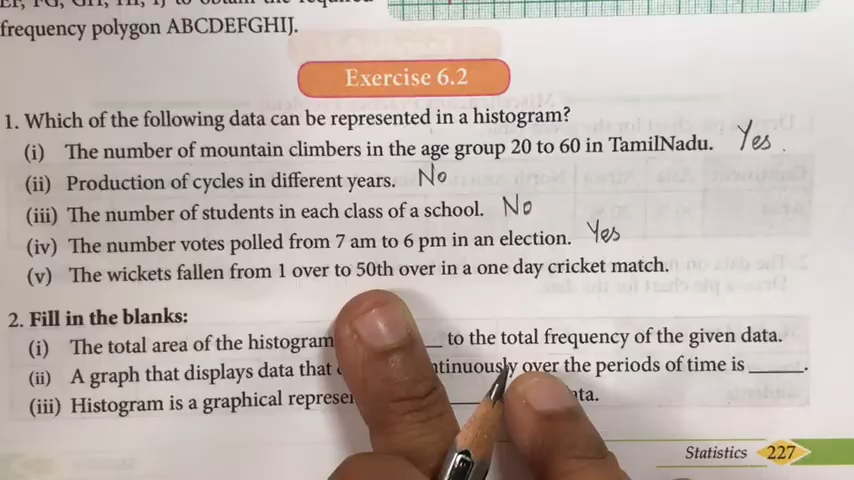 frequency polygon ABCDEFGHIJ.
Exercise 6.2
1. Which of the following data can be represented in a histogram?
(i) The number of mountain climbers in the age group 20 to 60 in TamilNadu. Yes
(ii) Production of cycles in different years. No
(iii) The number of students in each class of a school. No
(iv) The number votes polled from 7 am to 6 pm in an election. Yes
(v) The wickets fallen from 1 over to 50th over in a one day cricket match.
2. Fill in the blanks:
(i) The total area of the histogram ____ to the total frequency of the given data.
(ii) A graph that displays data that over the periods of time is ______.
(iii) Histogram is a graphical
Statistics 227